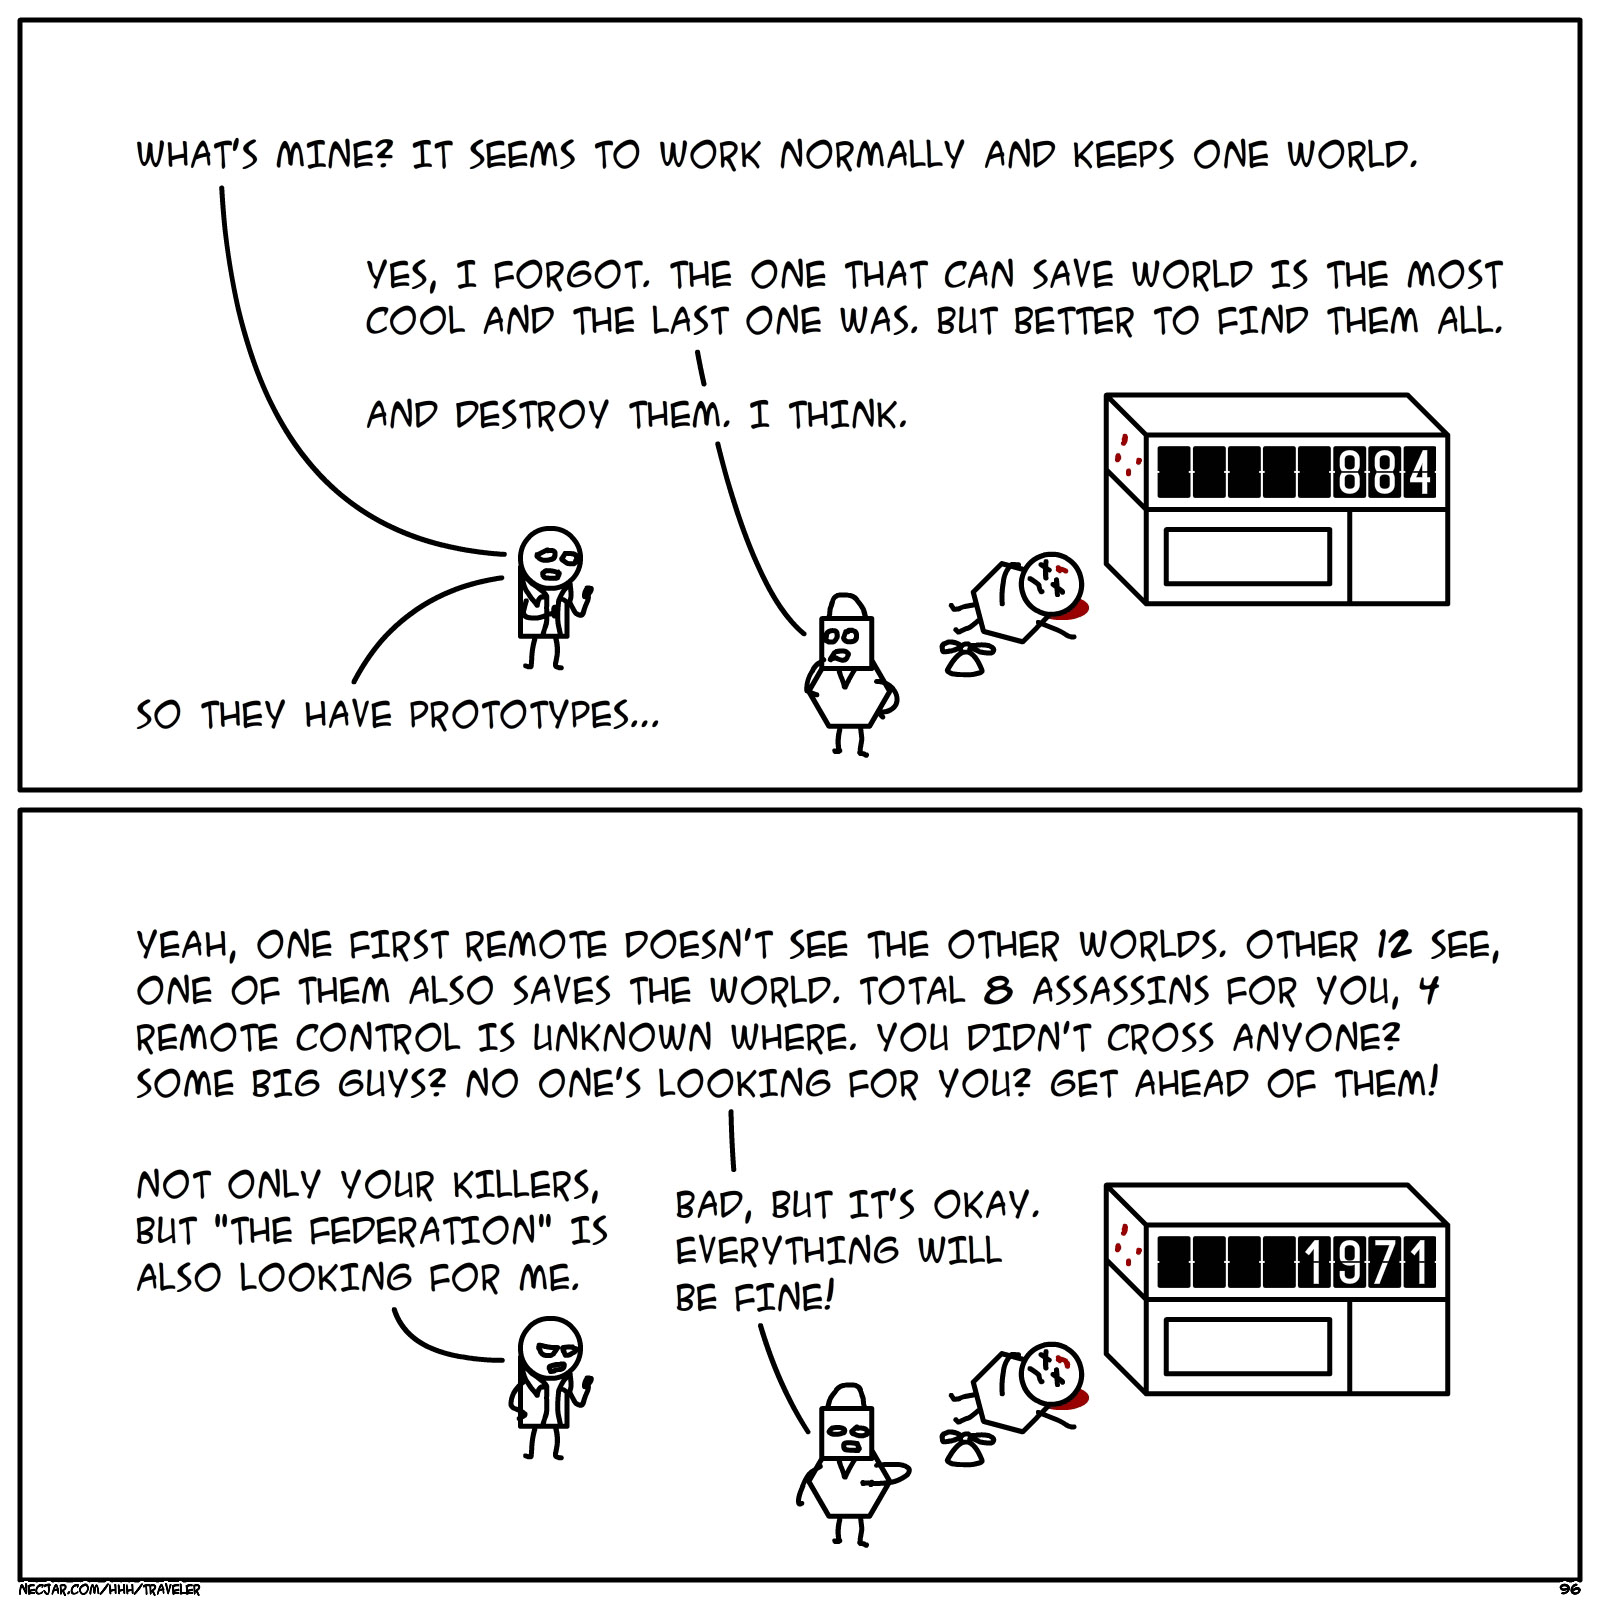 WHAT'S MINE? IT SEEMS TO WORK NORMALLY AND KEEPS ONE WORLD.
YES, I FORGOT. THE ONE THAT CAN SAVE WORLD IS THE MOST
COOL AND THE LAST ONE WAS. BUT BETTER TO FIND THEM ALL.
AND DESTROY THEM. I THINK.
884
SO THEY HAVE PROTOTYPES...
YEAH, ONE FIRST REMOTE DOESN'T SEE THE OTHER WORLDS. OTHER 12 SEE,
ONE OF THEM ALSO SAVES THE WORLD. TOTAL 8 ASSASSINS FOR YOU, 4
REMOTE CONTROL IS UNKNOWN WHERE. YOU DIDN'T CROSS ANYONE?
SOME BIG GUYS? NO ONE'S LOOKING FOR YOU? GET AHEAD OF THEM!
NOT ONLY YOUR KILLERS,
BUT "THE FEDERATION" IS
ALSO LOOKING FOR ME.
BAD, BUT IT'S OKAY.
EVERYTHING WILL
BE FINE!
1971
NECJAR.COM/HHH/TRAVELER
96